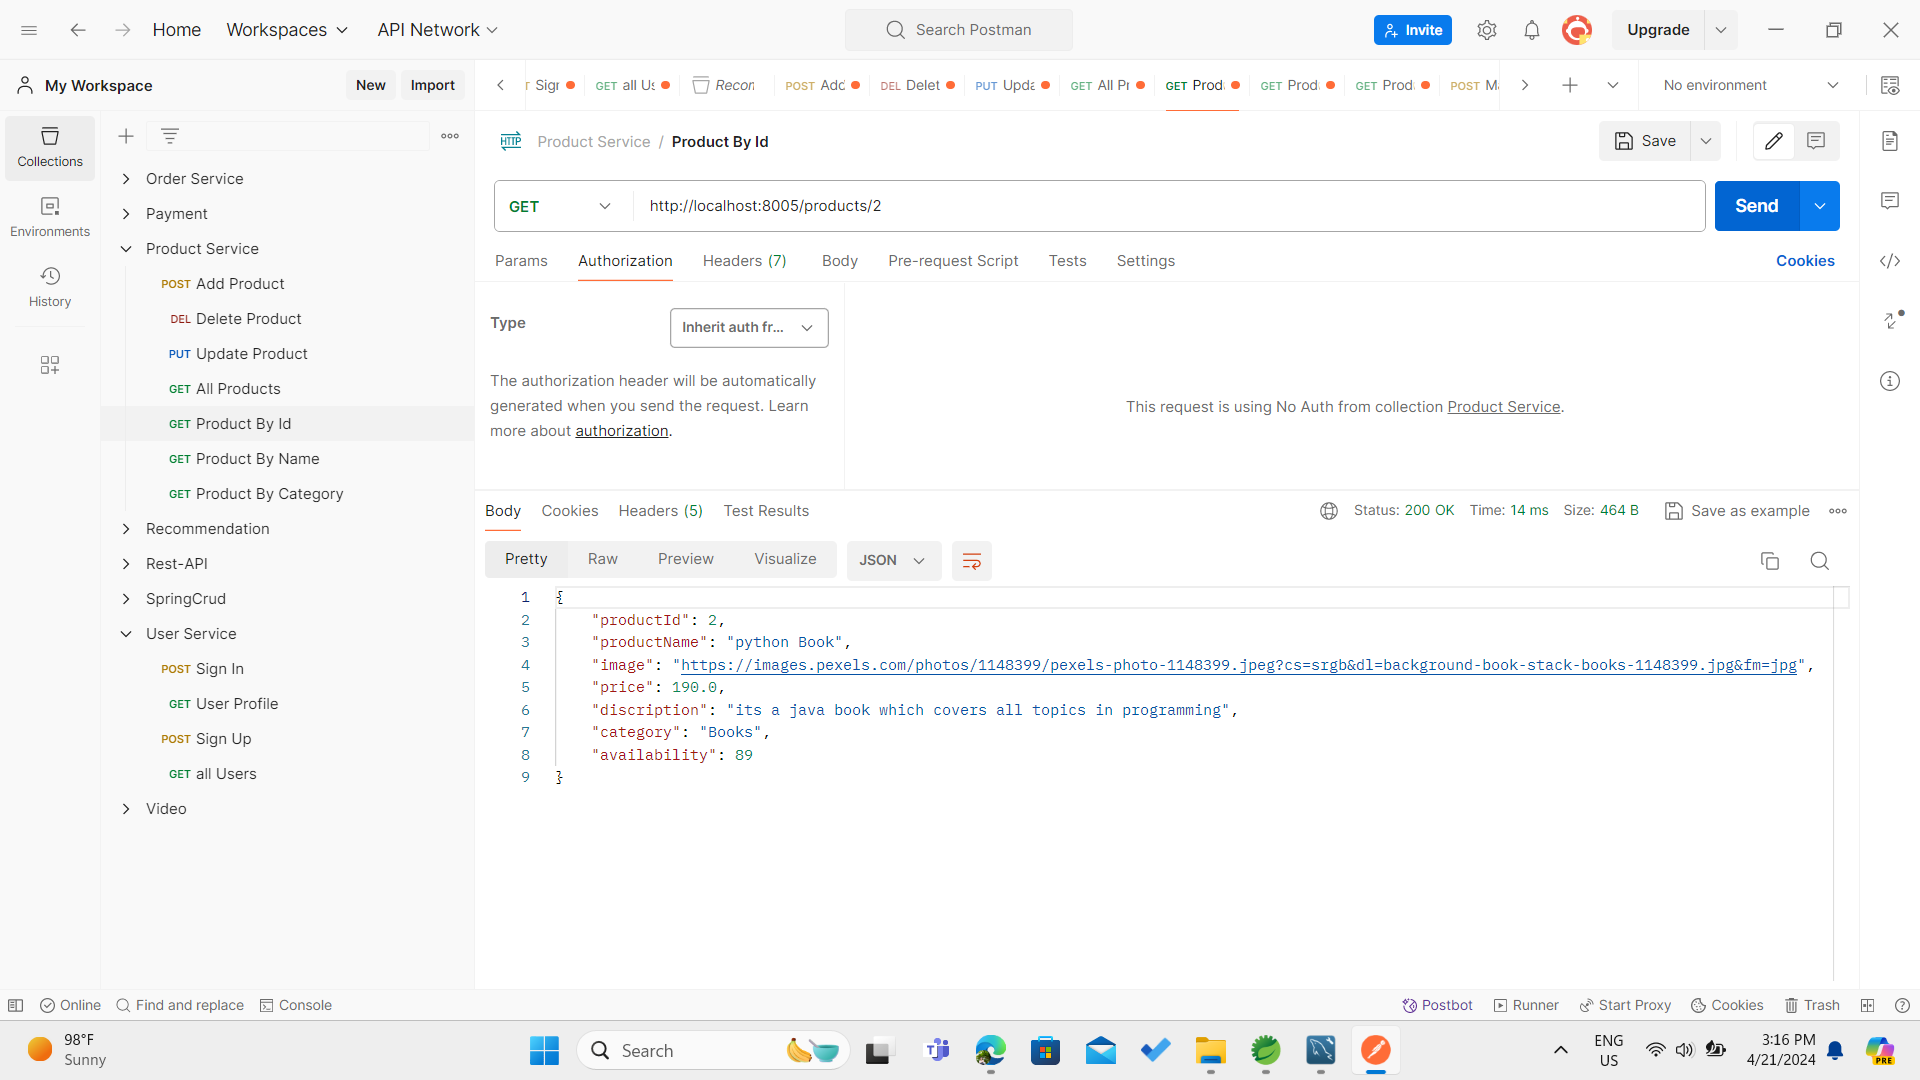 Home Workspaces API Network Search Postman Invite Upgrade
My Workspace New Import
Sign GET all Us Recon POST Add DEL Delet PUT Upda GET All Pr GET Prod GET Prod GET Prod POST Ma No environment
Collections
Environments
History
Order Service
Payment
Product Service
POST Add Product
DEL Delete Product
PUT Update Product
GET All Products
GET Product By Id
GET Product By Name
GET Product By Category
Recommendation
Rest-API
SpringCrud
User Service
POST Sign In
GET User Profile
POST Sign Up
GET all Users
Video
HTTP Product Service / Product By Id Save
GET http://localhost:8005/products/2 Send
Params Authorization Headers (7) Body Pre-request Script Tests Settings Cookies
Type Inherit auth fr...
The authorization header will be automatically
generated when you send the request. Learn
more about authorization.
This request is using No Auth from collection Product Service.
Body Cookies Headers (5) Test Results Status: 200 OK Time: 14 ms Size: 464 B Save as example
Pretty Raw Preview Visualize JSON
1 {
2 "productId": 2,
3 "productName": "python Book",
4 "image": "https://images.pexels.com/photos/1148399/pexels-photo-1148399.jpeg?cs=srgb&dl=background-book-stack-books-1148399.jpg&fm=jpg",
5 "price": 190.0,
6 "discription": "its a java book which covers all topics in programming",
7 "category": "Books",
8 "availability": 89
9 }
Online Find and replace Console Postbot Runner Start Proxy Cookies Trash
98°F
Sunny
Search
ENG
US
3:16 PM
4/21/2024
PRE